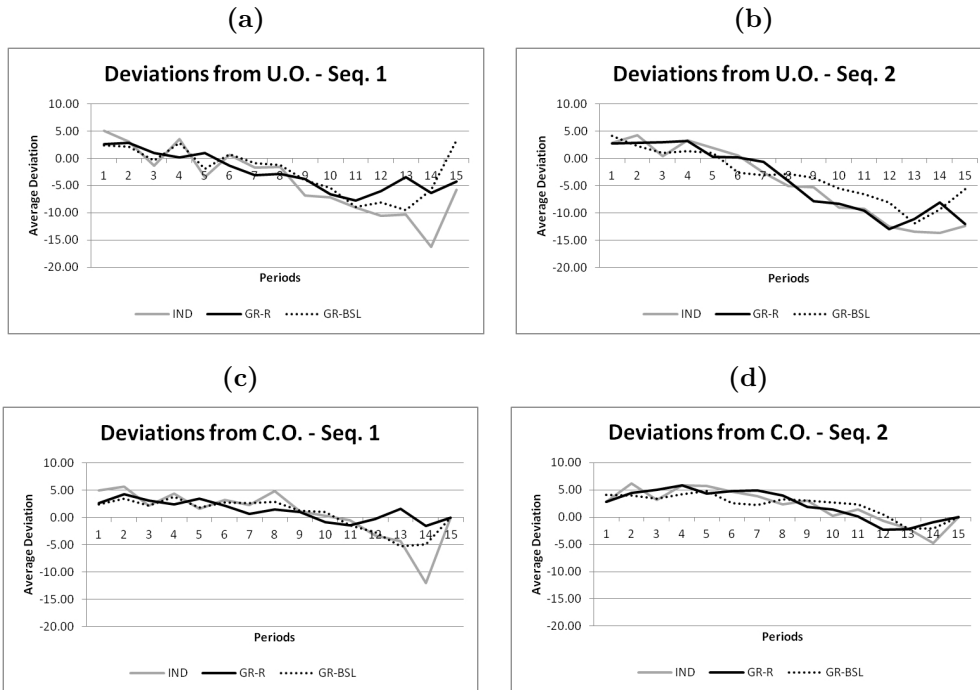 (a)
Deviations from U.O. - Seq. 1
10.00
5.00
0.00
-5.00
-10.00
-15.00
-20.00
Average Deviation
1 2 3 4 5 6 7 8 9 10 11 12 13 14 15
Periods
IND GR-R GR-BSL
(b)
Deviations from U.O. - Seq. 2
10.00
5.00
0.00
-5.00
-10.00
-15.00
-20.00
Average Deviation
1 2 3 4 5 6 7 8 9 10 11 12 13 14 15
Periods
IND GR-R GR-BSL
(c)
Deviations from C.O. - Seq. 1
10.00
5.00
0.00
-5.00
-10.00
-15.00
-20.00
Average Deviation
1 2 3 4 5 6 7 8 9 10 11 12 13 14 15
Periods
IND GR-R GR-BSL
(d)
Deviations from C.O. - Seq. 2
10.00
5.00
0.00
-5.00
-10.00
-15.00
-20.00
Average Deviation
1 2 3 4 5 6 7 8 9 10 11 12 13 14 15
Periods
IND GR-R GR-BSL